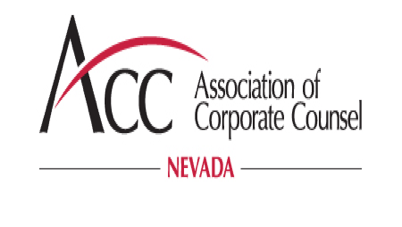 ACC
Association of
Corporate Counsel
NEVADA